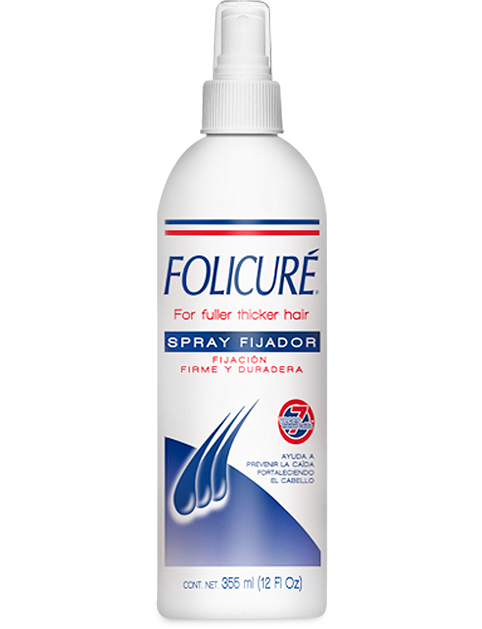 FOLICURÉ®
For fuller thicker hair
SPRAY FIJADOR
FIJACIÓN
FIRME Y DURADERA
7
AYUDA A
PREVENIR LA CAÍDA
FORTALECIENDO
EL CABELLO
CONT. NET. 355 ml (12 Fl Oz)